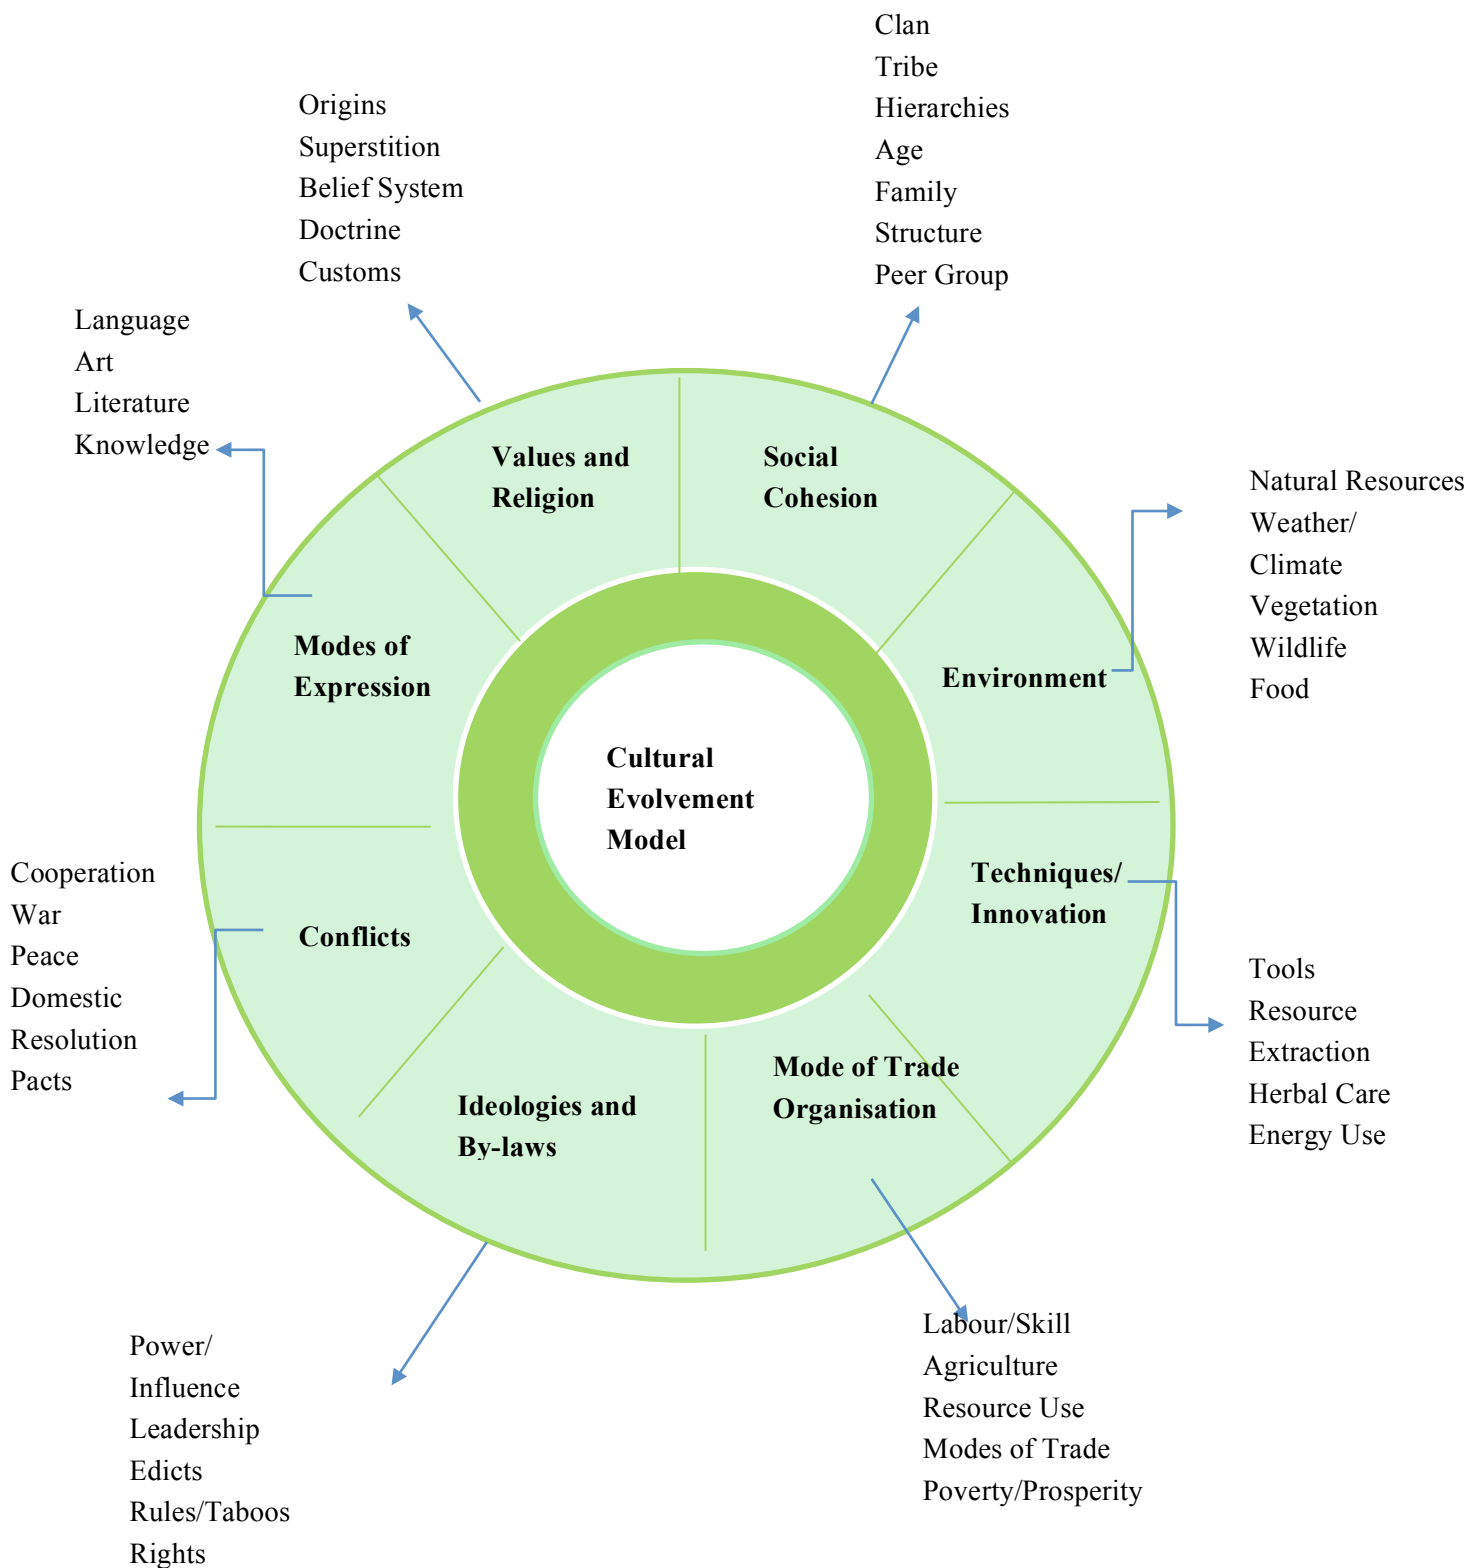 Clan
Tribe
Hierarchies
Age
Family
Structure
Peer Group
Origins
Superstition
Belief System
Doctrine
Customs
Language
Art
Literature
Knowledge
Values and
Religion
Social
Cohesion
Natural Resources
Weather/
Climate
Vegetation
Wildlife
Food
Modes of
Expression
Environment
Cultural
Evolvement
Model
Cooperation
War
Peace
Domestic
Resolution
Pacts
Conflicts
Techniques/
Innovation
Tools
Resource
Extraction
Herbal Care
Energy Use
Ideologies and
By-laws
Mode of Trade
Organisation
Power/
Influence
Leadership
Edicts
Rules/Taboos
Rights
Labour/Skill
Agriculture
Resource Use
Modes of Trade
Poverty/Prosperity